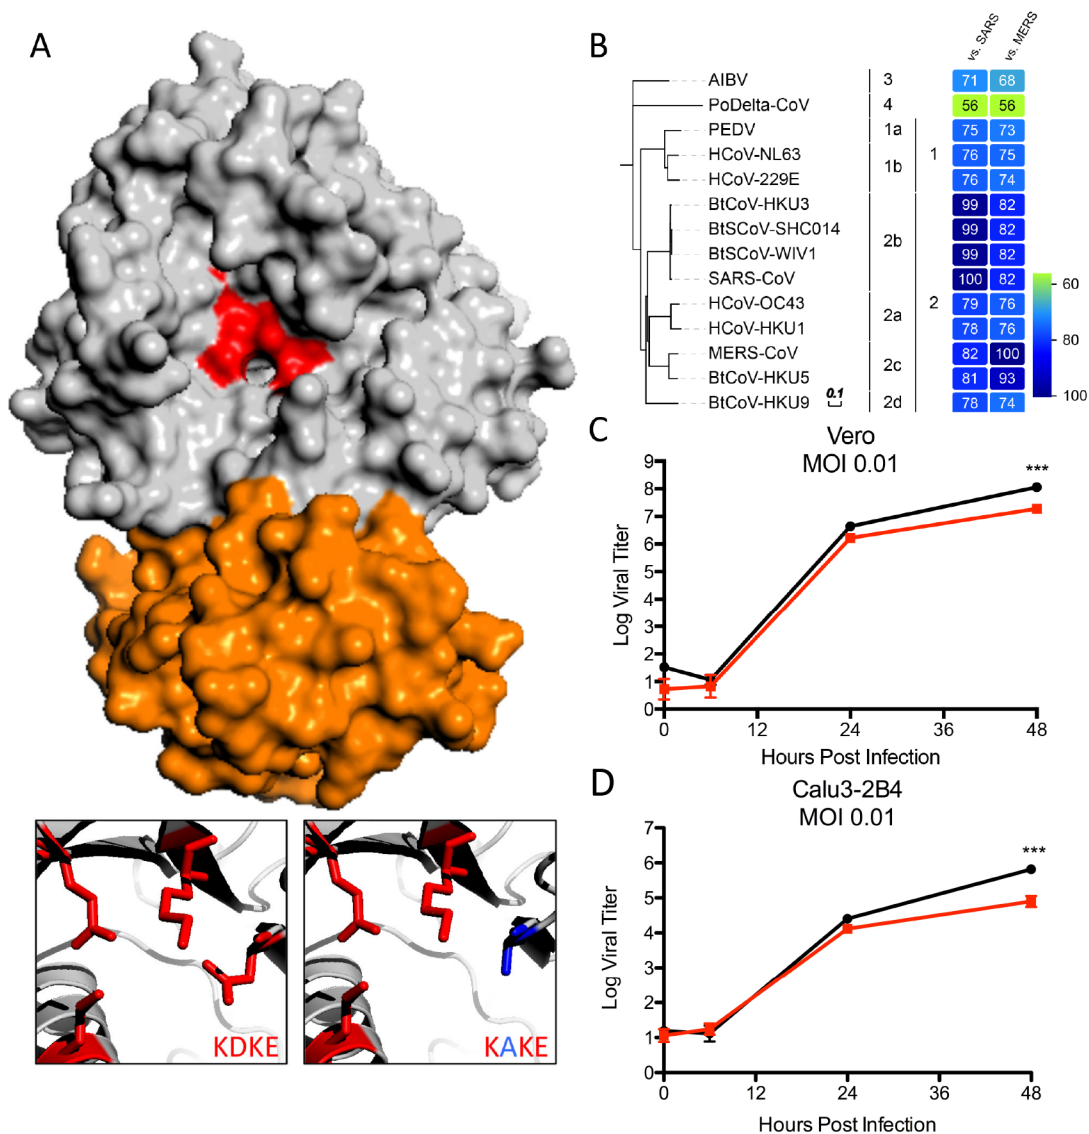 A
KDKE
KAKE
B
vs. SARS
vs. MERS
AIBV 3 71 68
PoDelta-CoV 4 56 56
PEDV 1a 75 73
HCoV-NL63 76 75
1b 1
HCoV-229E 76 74
BtCoV-HKU3 99 82
BtSCoV-SHC014 99 82
2b
BtSCoV-WIV1 99 82
SARS-CoV 100 82
HCoV-OC43 79 76
2a 2
HCoV-HKU1 78 76
MERS-CoV 82 100
2c
BtCoV-HKU5 81 93
BtCoV-HKU9 0.1 2d 78 74
60
80
100
C
Vero
MOI 0.01
***
Log Viral Titer
9
8
7
6
5
4
3
2
1
0
0 12 24 36 48
Hours Post Infection
D
Calu3-2B4
MOI 0.01
***
Log Viral Titer
7
6
5
4
3
2
1
0
0 12 24 36 48
Hours Post Infection